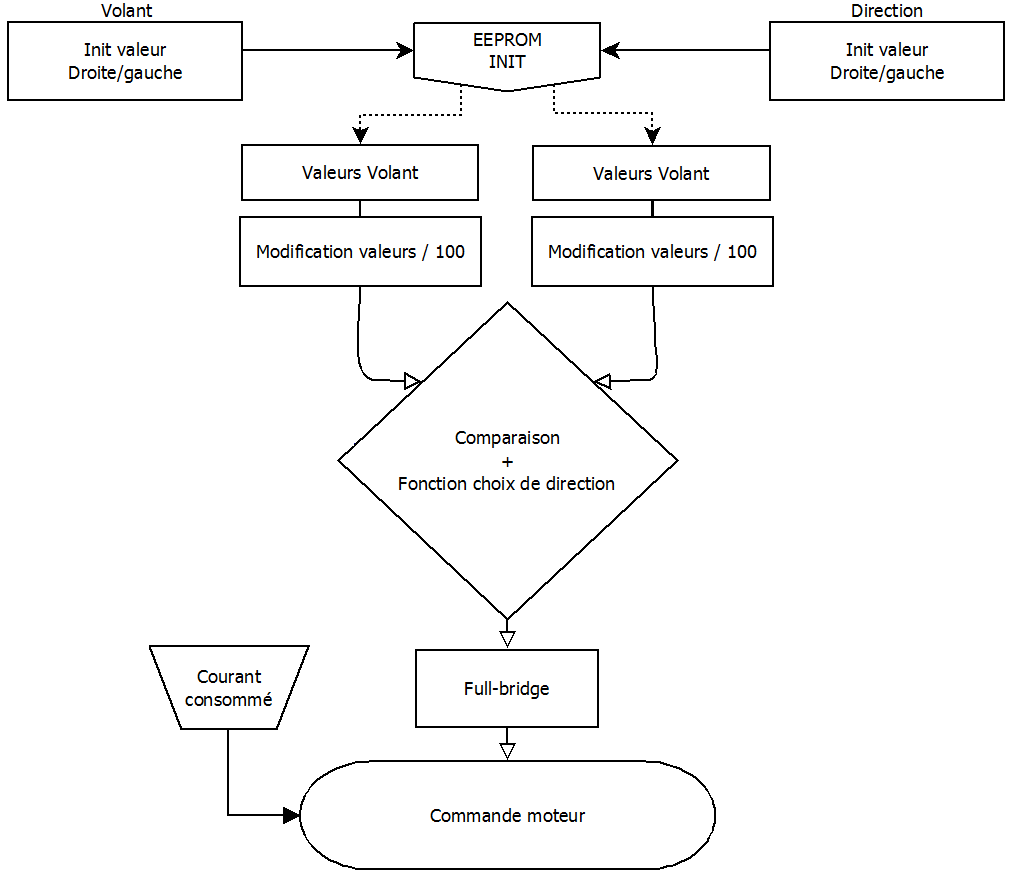 Volant
Direction
Init valeur
Droite/gauche
EEPROM
INIT
Init valeur
Droite/gauche
Valeurs Volant
Valeurs Volant
Modification valeurs / 100
Modification valeurs / 100
Comparaison
+
Fonction choix de direction
Courant
consommé
Full-bridge
Commande moteur